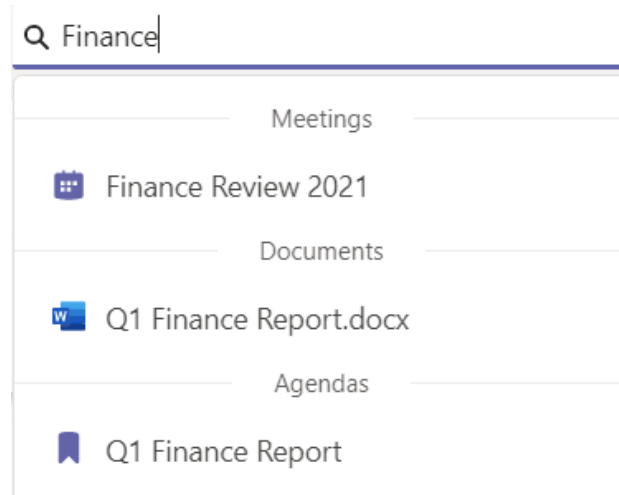 Finance
Meetings
Finance Review 2021
Documents
W
Q1 Finance Report.docx
Agendas
Q1 Finance Report